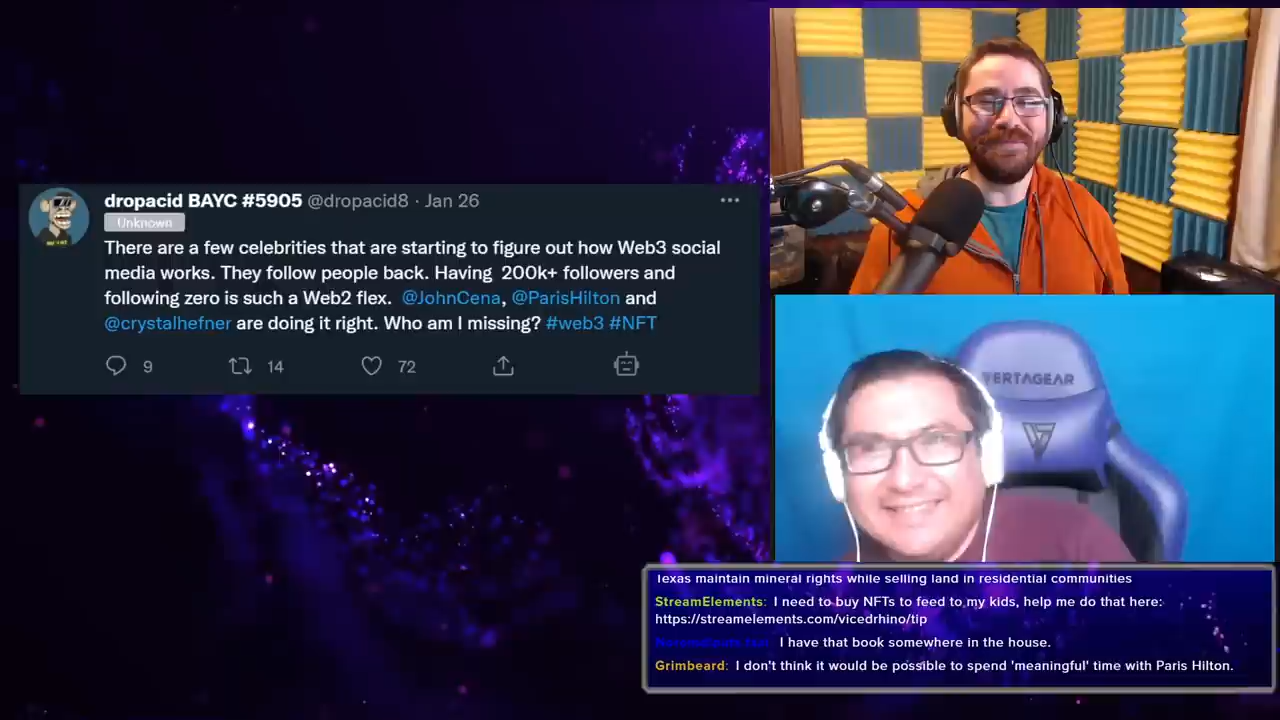 dropacid BAYC #5905 @dropacid8 · Jan 26
Unknown
There are a few celebrities that are starting to figure out how Web3 social
media works. They follow people back. Having 200k+ followers and
following zero is such a Web2 flex. @JohnCena, @ParisHilton and
@crystalhefner are doing it right. Who am I missing? #web3 #NFT
9 14 72
VERTAGEAR
Texas maintain mineral rights while selling land in residential communities
StreamElements: I need to buy NFTs to feed to my kids, help me do that here:
https://streamelements.com/vicedrhino/tip
I have that book somewhere in the house.
Grimbeard: I don't think it would be possible to spend 'meaningful' time with Paris Hilton.